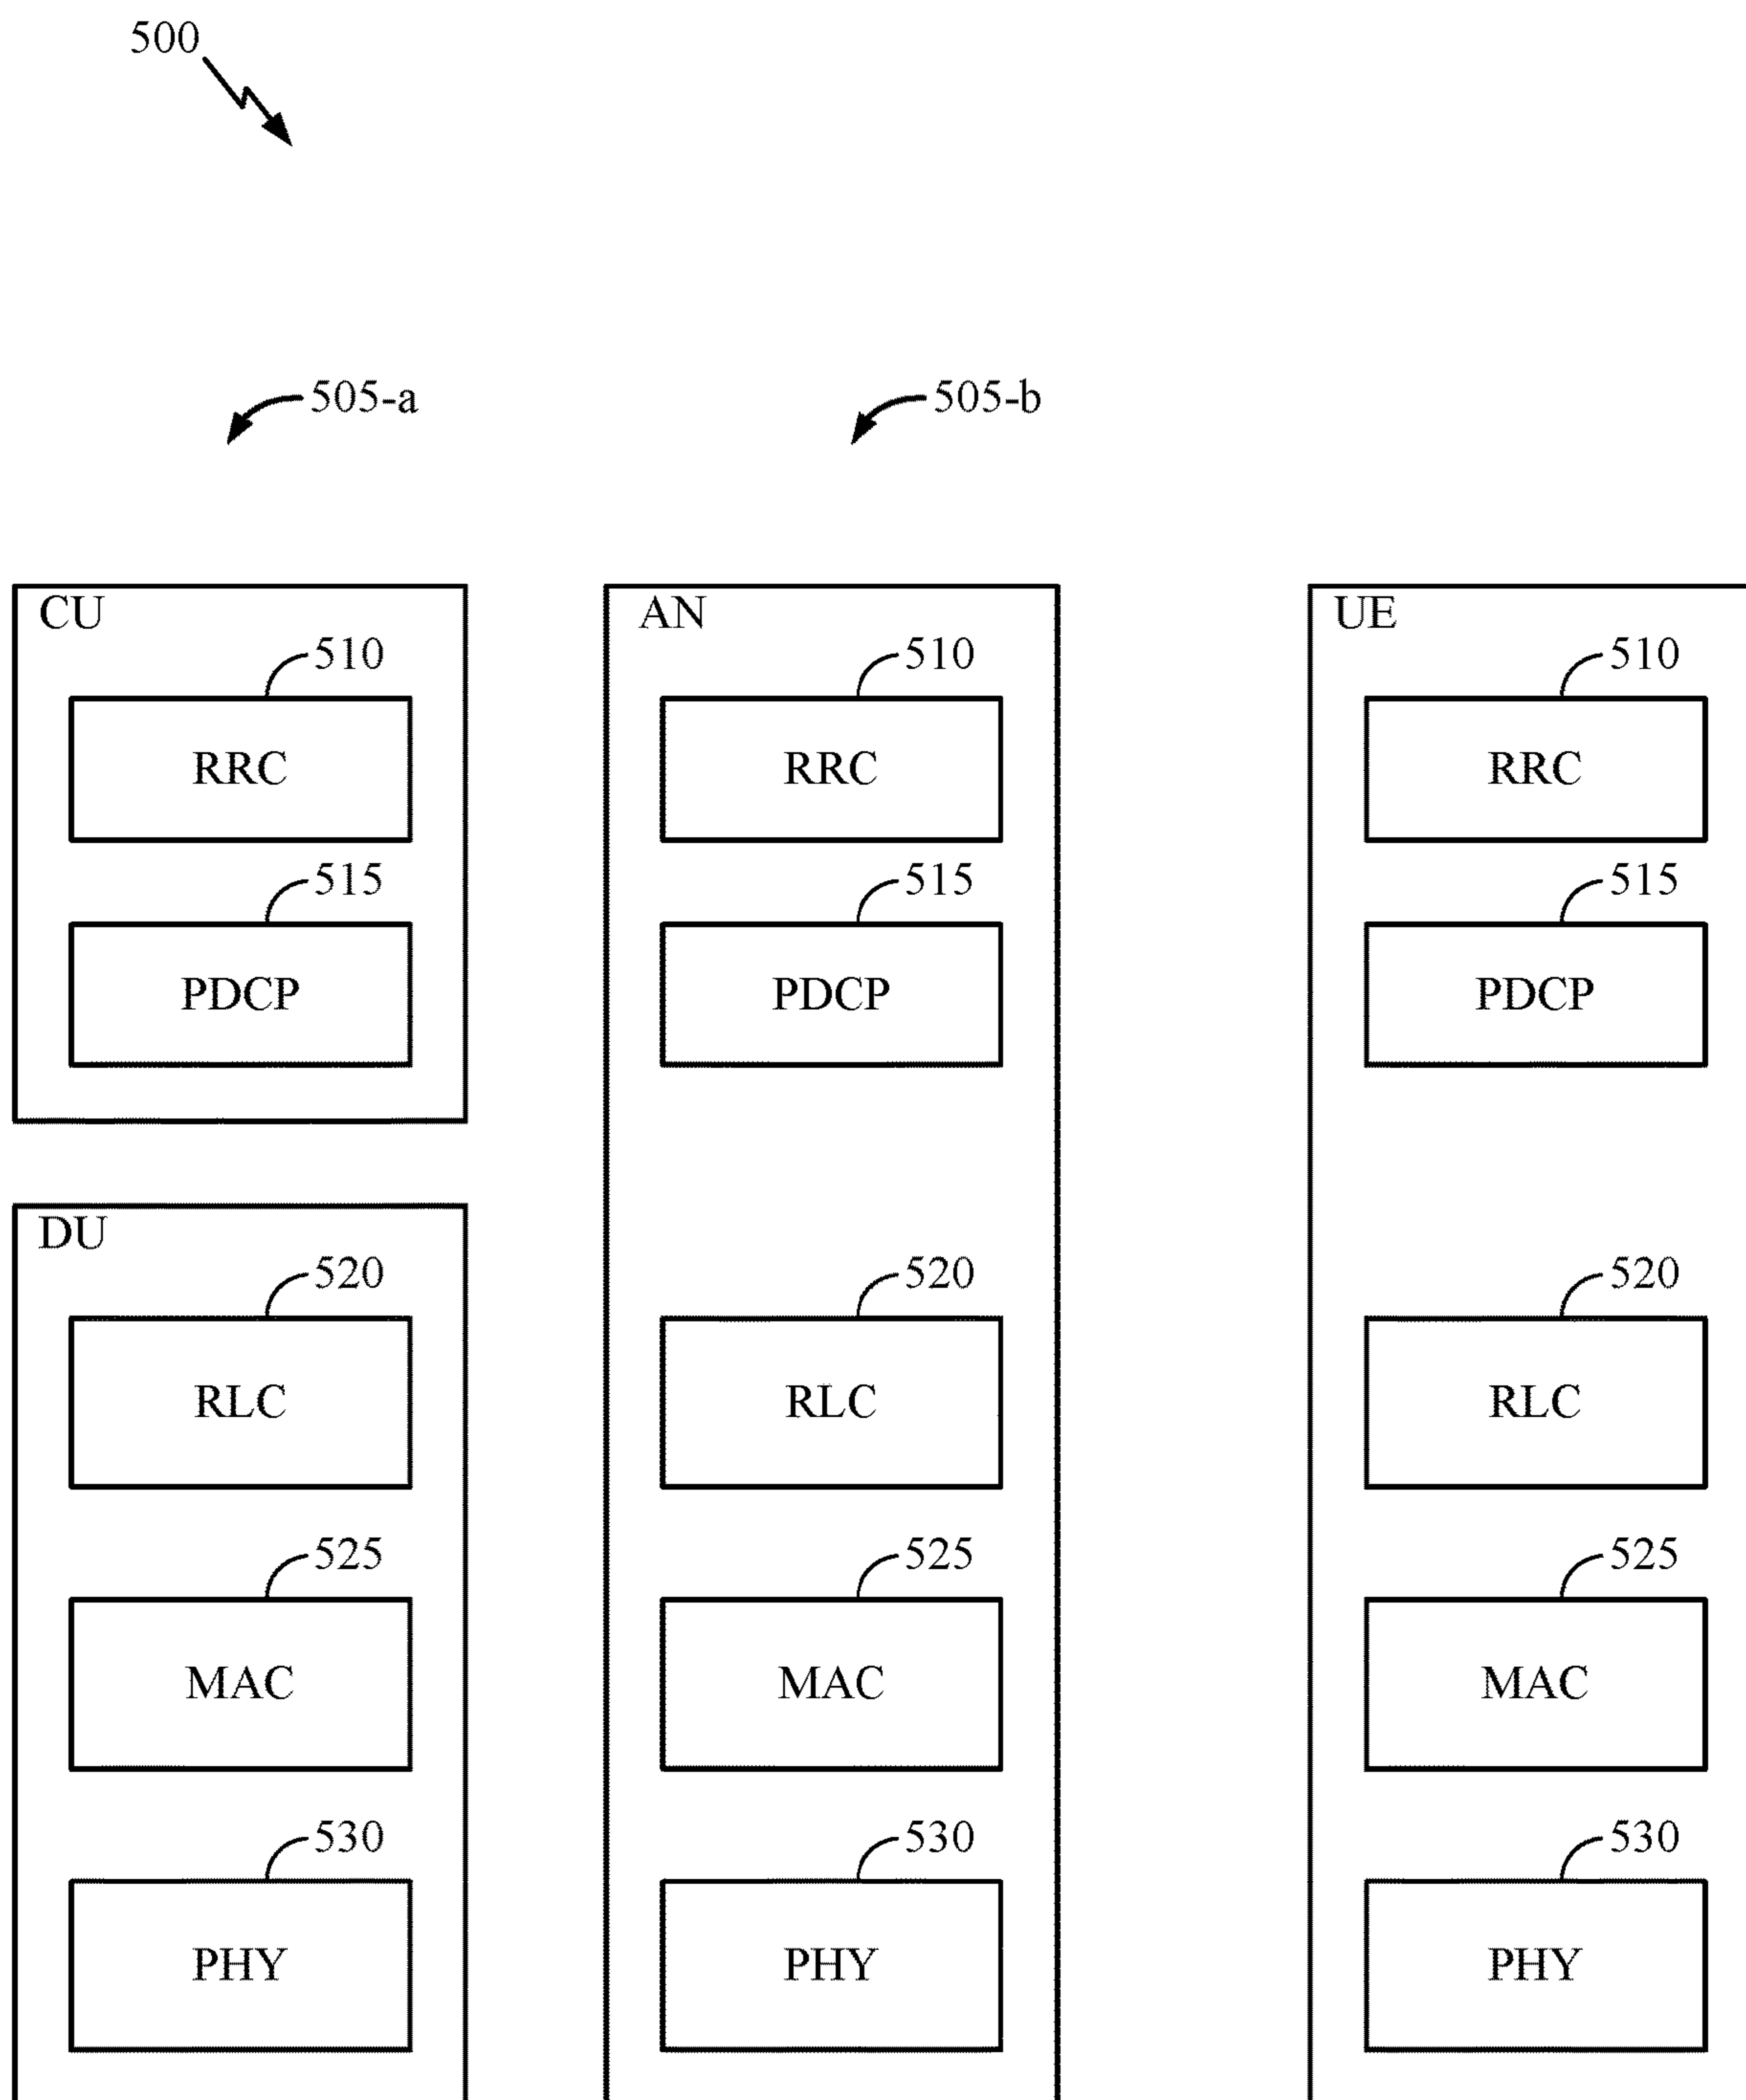 500
505-a 505-b
CU AN UE
510 510 510
RRC RRC RRC
515 515 515
PDCP PDCP PDCP
DU
520 520 520
RLC RLC RLC
525 525 525
MAC MAC MAC
530 530 530
PHY PHY PHY